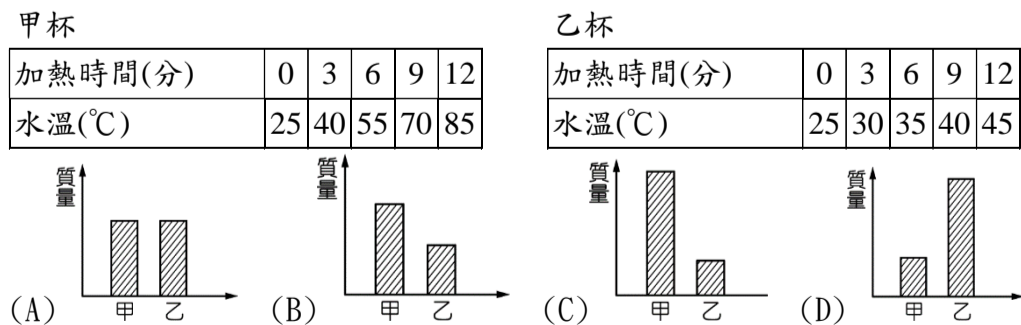 甲杯
加熱時間(分) 0 3 6 9 12
水溫(℃) 25 40 55 70 85
乙杯
加熱時間(分) 0 3 6 9 12
水溫(℃) 25 30 35 40 45
(A) 質量 甲 乙
(B) 質量 甲 乙
(C) 質量 甲 乙
(D) 質量 甲 乙